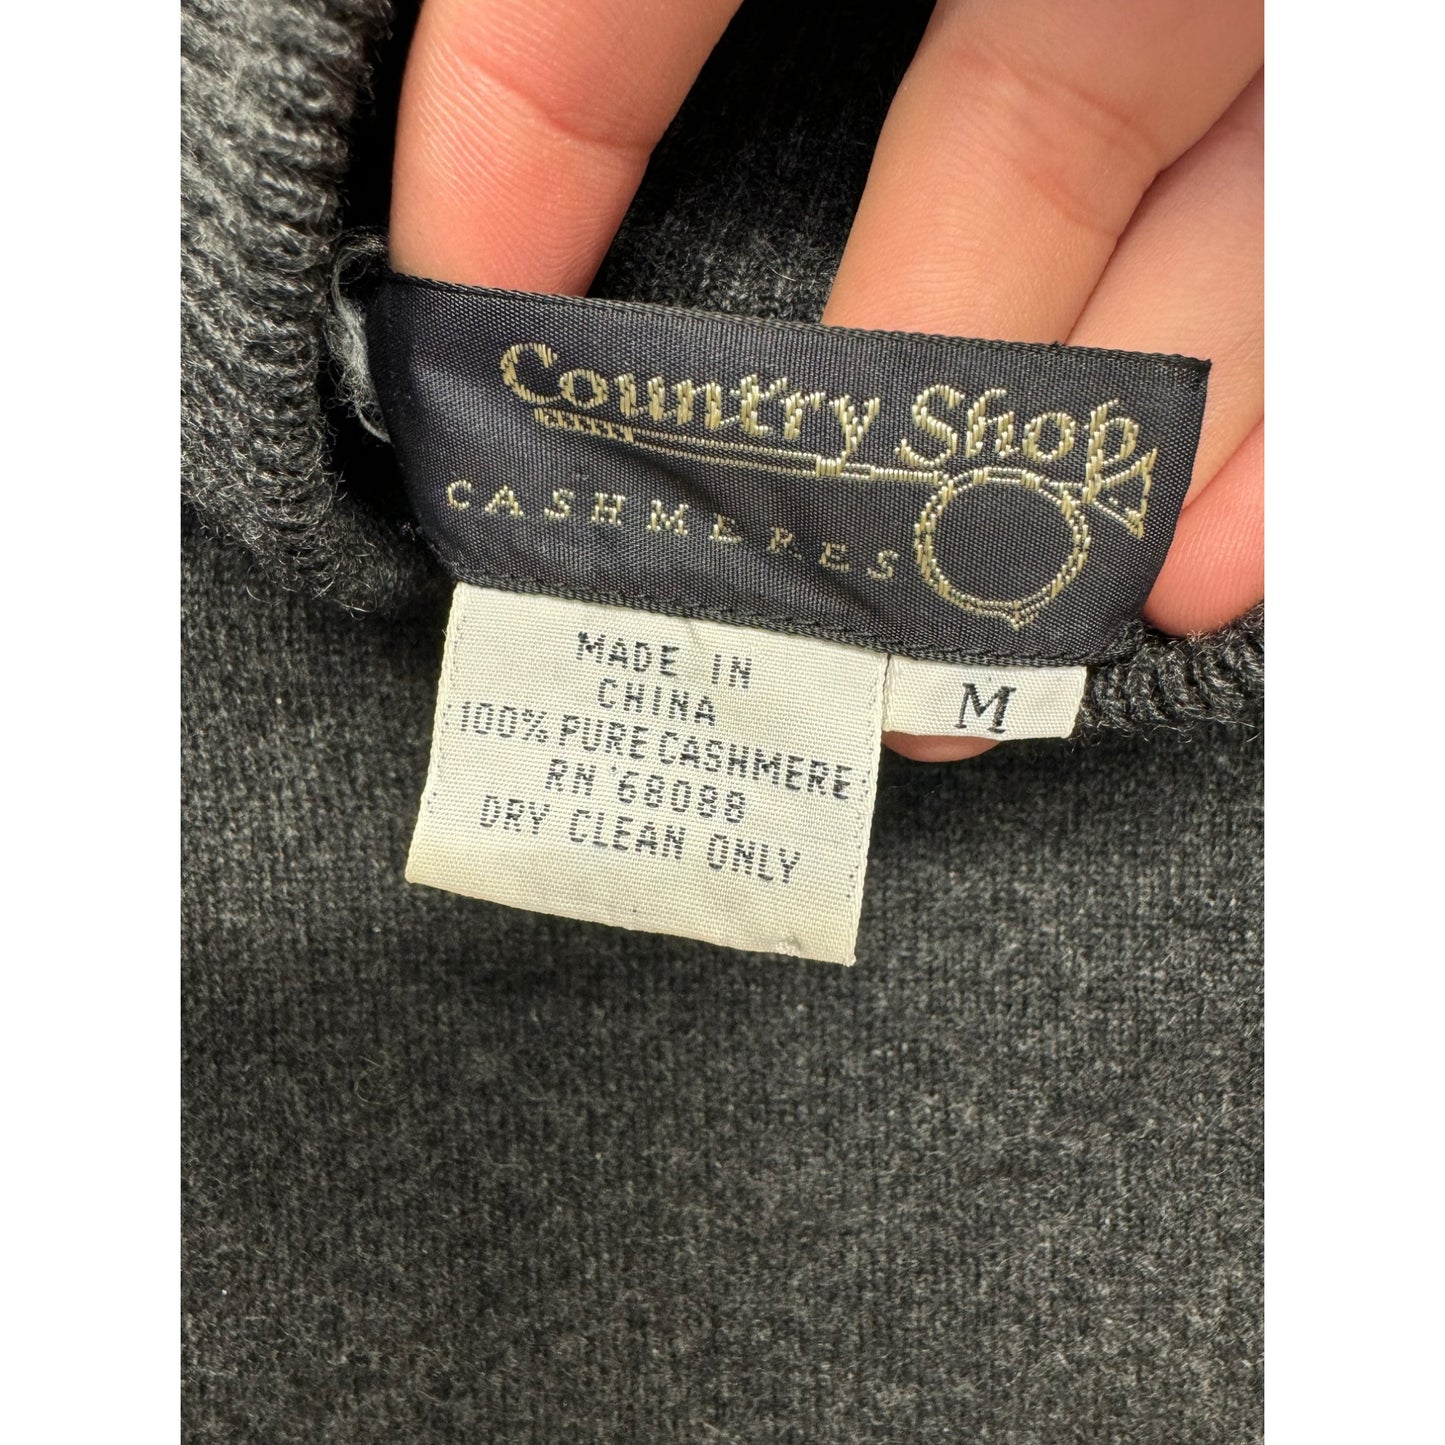 Country Shop
CASHMERES
MADE IN
CHINA
100% PURE CASHMERE
RN 68088
DRY CLEAN ONLY
M